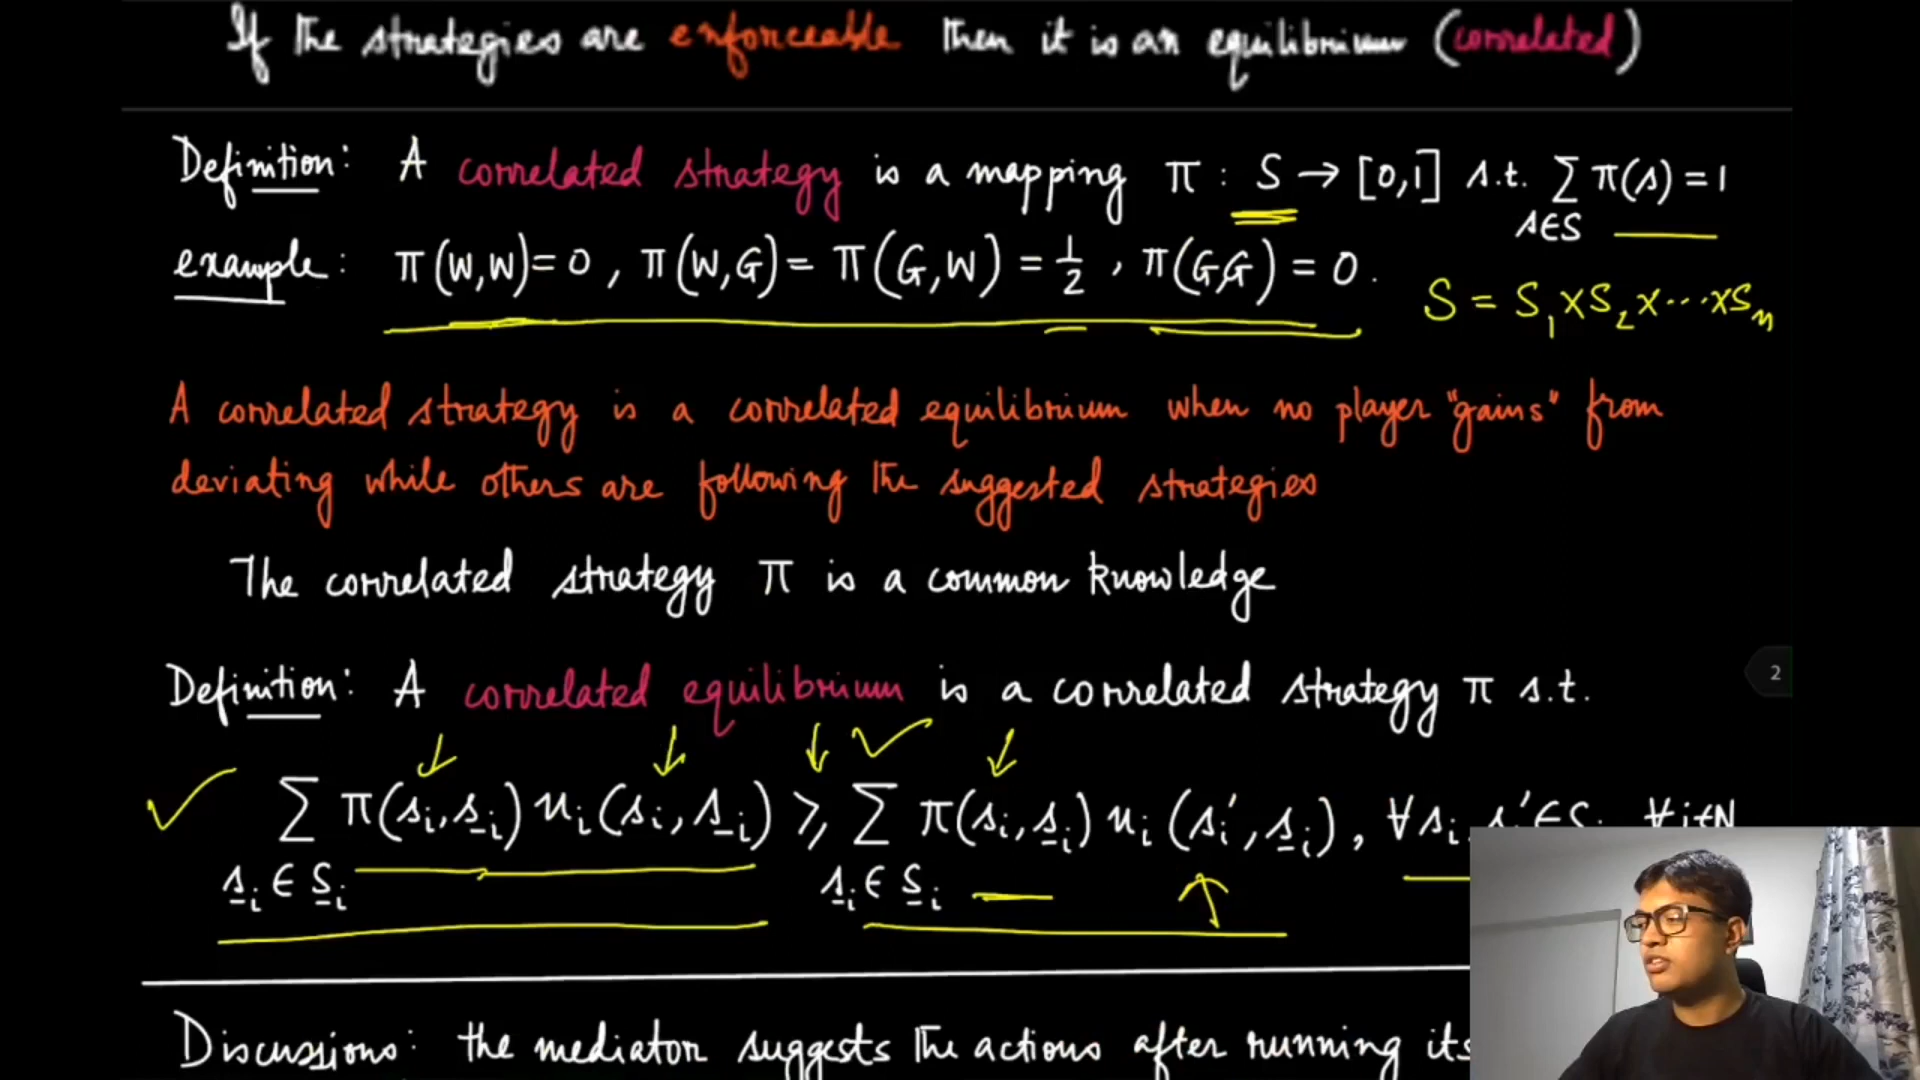 If the strategies are enforceable then it is an equilibrium (correlated)
Definition: A correlated strategy is a mapping π : S → [0,1] s.t. ∑ π(s) = 1
s∈S
example: π(W,W)=0, π(W,G) = π(G,W) = 1/2, π(G,G) = 0.
S = S₁×S₂×···×Sₙ
A correlated strategy is a correlated equilibrium when no player "gains" from
deviating while others are following the suggested strategies
The correlated strategy π is a common knowledge
2
Definition: A correlated equilibrium is a correlated strategy π s.t.
∑ π(sᵢ,s₋ᵢ) uᵢ(sᵢ,s₋ᵢ) ≥ ∑ π(sᵢ,s₋ᵢ) uᵢ(sᵢ',s₋ᵢ), ∀sᵢ, sᵢ'∈Sᵢ, ∀i∈N
s₋ᵢ∈S₋ᵢ s₋ᵢ∈S₋ᵢ
Discussions: the mediator suggests the actions after running its